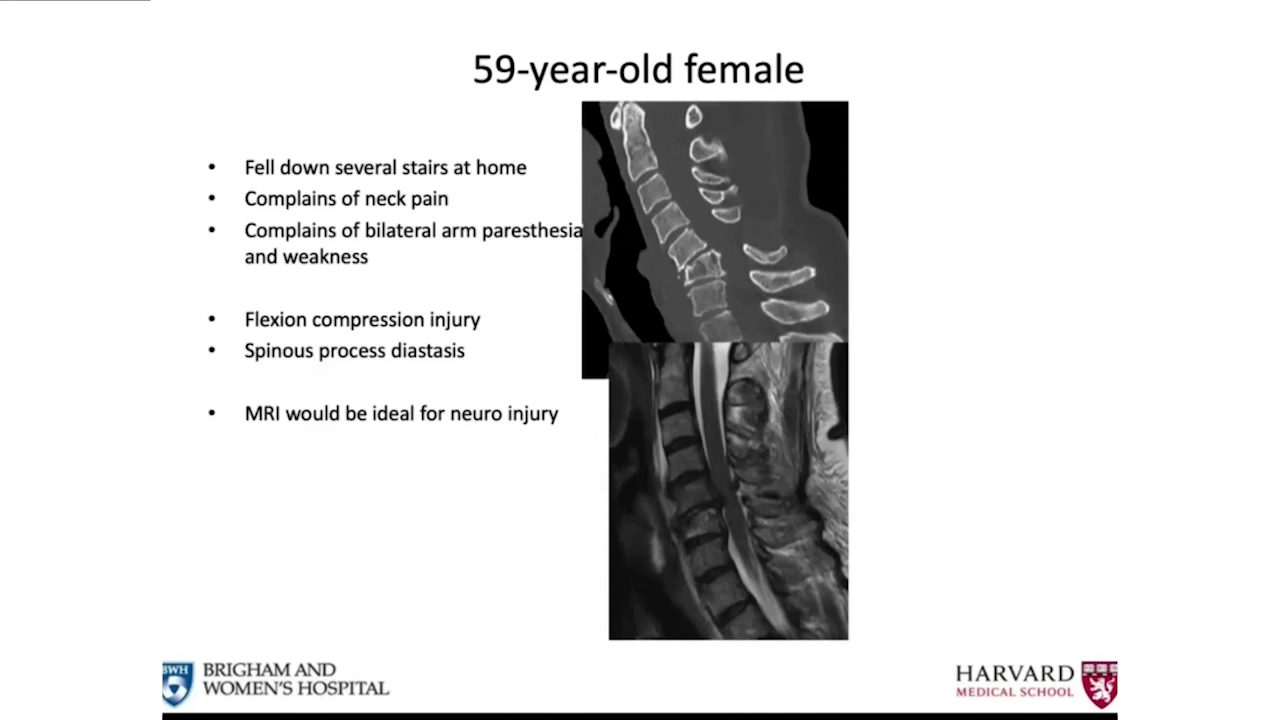 59-year-old female
• Fell down several stairs at home
• Complains of neck pain
• Complains of bilateral arm paresthesia
and weakness
• Flexion compression injury
• Spinous process diastasis
• MRI would be ideal for neuro injury
BWH
BRIGHAM AND
WOMEN'S HOSPITAL
HARVARD
MEDICAL SCHOOL